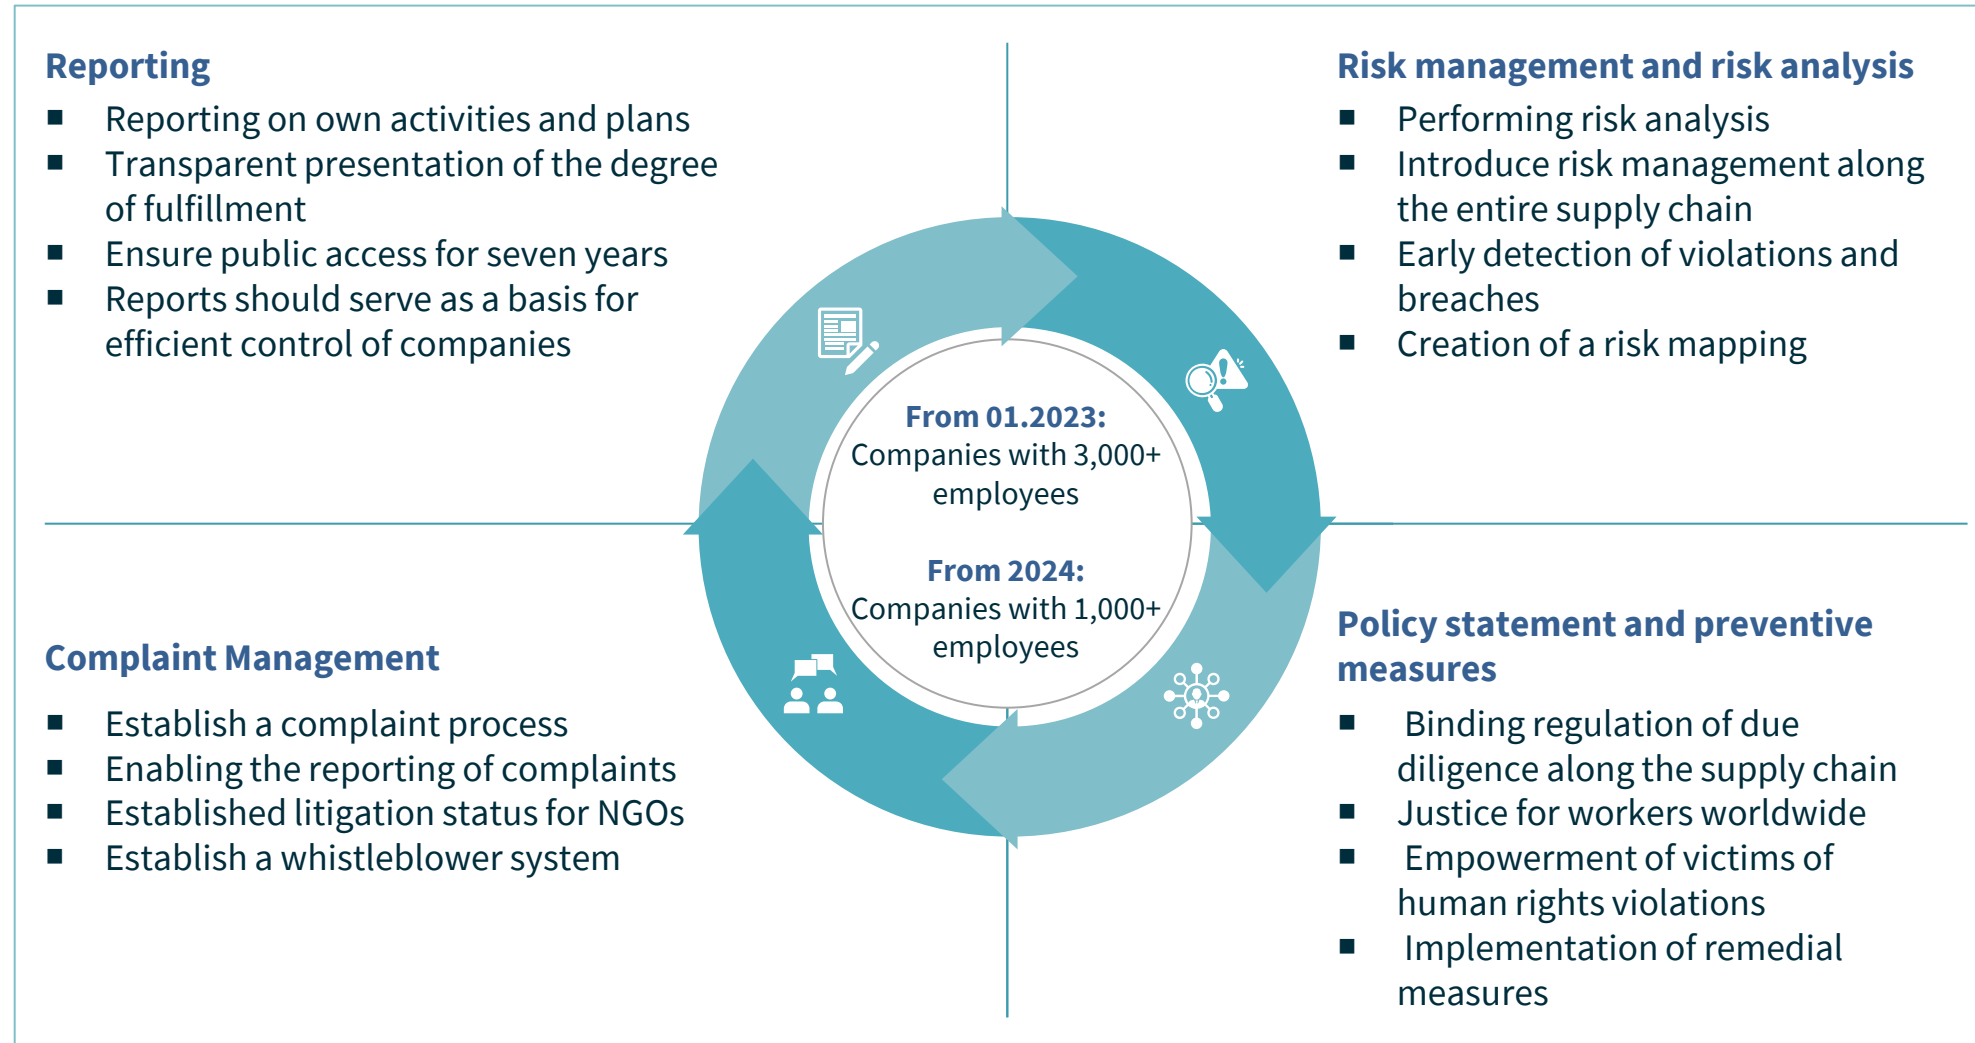 Reporting
■ Reporting on own activities and plans
■ Transparent presentation of the degree
of fulfillment
■ Ensure public access for seven years
■ Reports should serve as a basis for
efficient control of companies
Risk management and risk analysis
■ Performing risk analysis
■ Introduce risk management along
the entire supply chain
■ Early detection of violations and
breaches
■ Creation of a risk mapping
From 01.2023:
Companies with 3,000+
employees
From 2024:
Companies with 1,000+
employees
Complaint Management
■ Establish a complaint process
■ Enabling the reporting of complaints
■ Established litigation status for NGOs
■ Establish a whistleblower system
Policy statement and preventive
measures
■ Binding regulation of due
diligence along the supply chain
■ Justice for workers worldwide
■ Empowerment of victims of
human rights violations
■ Implementation of remedial
measures